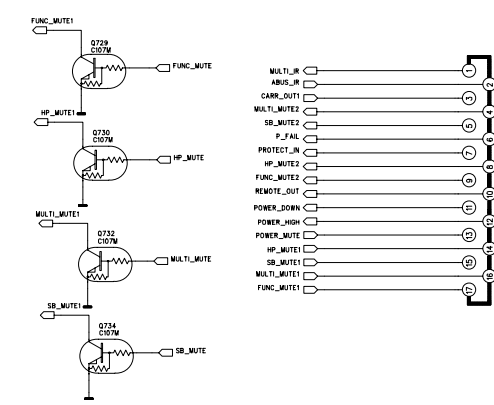 FUNC_MUTE1
Q729
C107M
FUNC_MUTE
HP_MUTE1
Q730
C107M
HP_MUTE
MULTI_MUTE1
Q732
C107M
MULTI_MUTE
SB_MUTE1
Q734
C107M
SB_MUTE
MULTI_IR 1
ABUS_IR 2
CARR_OUT1 3
MULTI_MUTE2 4
SB_MUTE2 5
P_FAIL 6
PROTECT_IN 7
HP_MUTE2 8
FUNC_MUTE2 9
REMOTE_OUT 10
POWER_DOWN 11
POWER_HIGH 12
POWER_MUTE 13
HP_MUTE1 14
SB_MUTE1 15
MULTI_MUTE1 16
FUNC_MUTE1 17